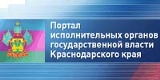 Портал
исполнительных органов
государственной власти
Краснодарского края